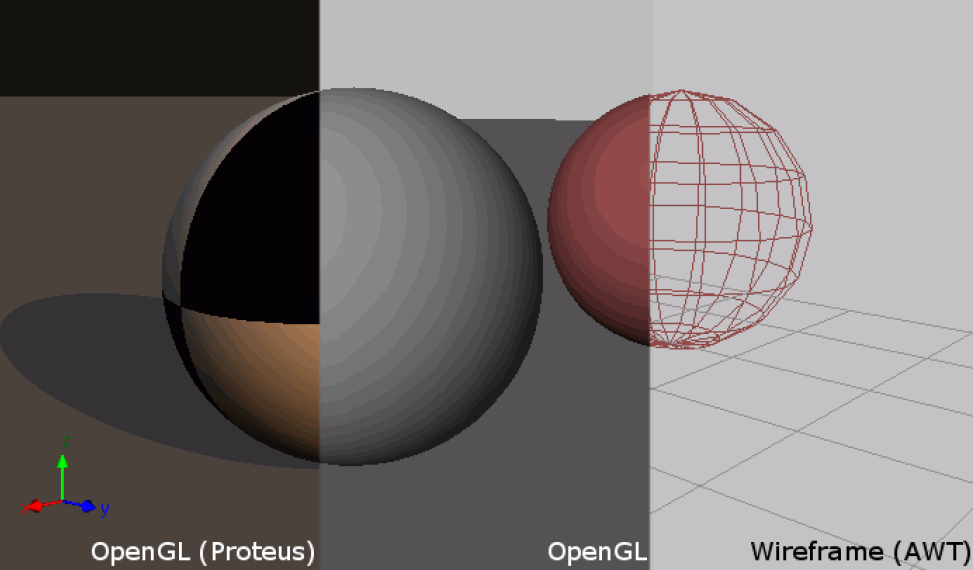 z
y
OpenGL (Proteus)
OpenGL
Wireframe (AWT)